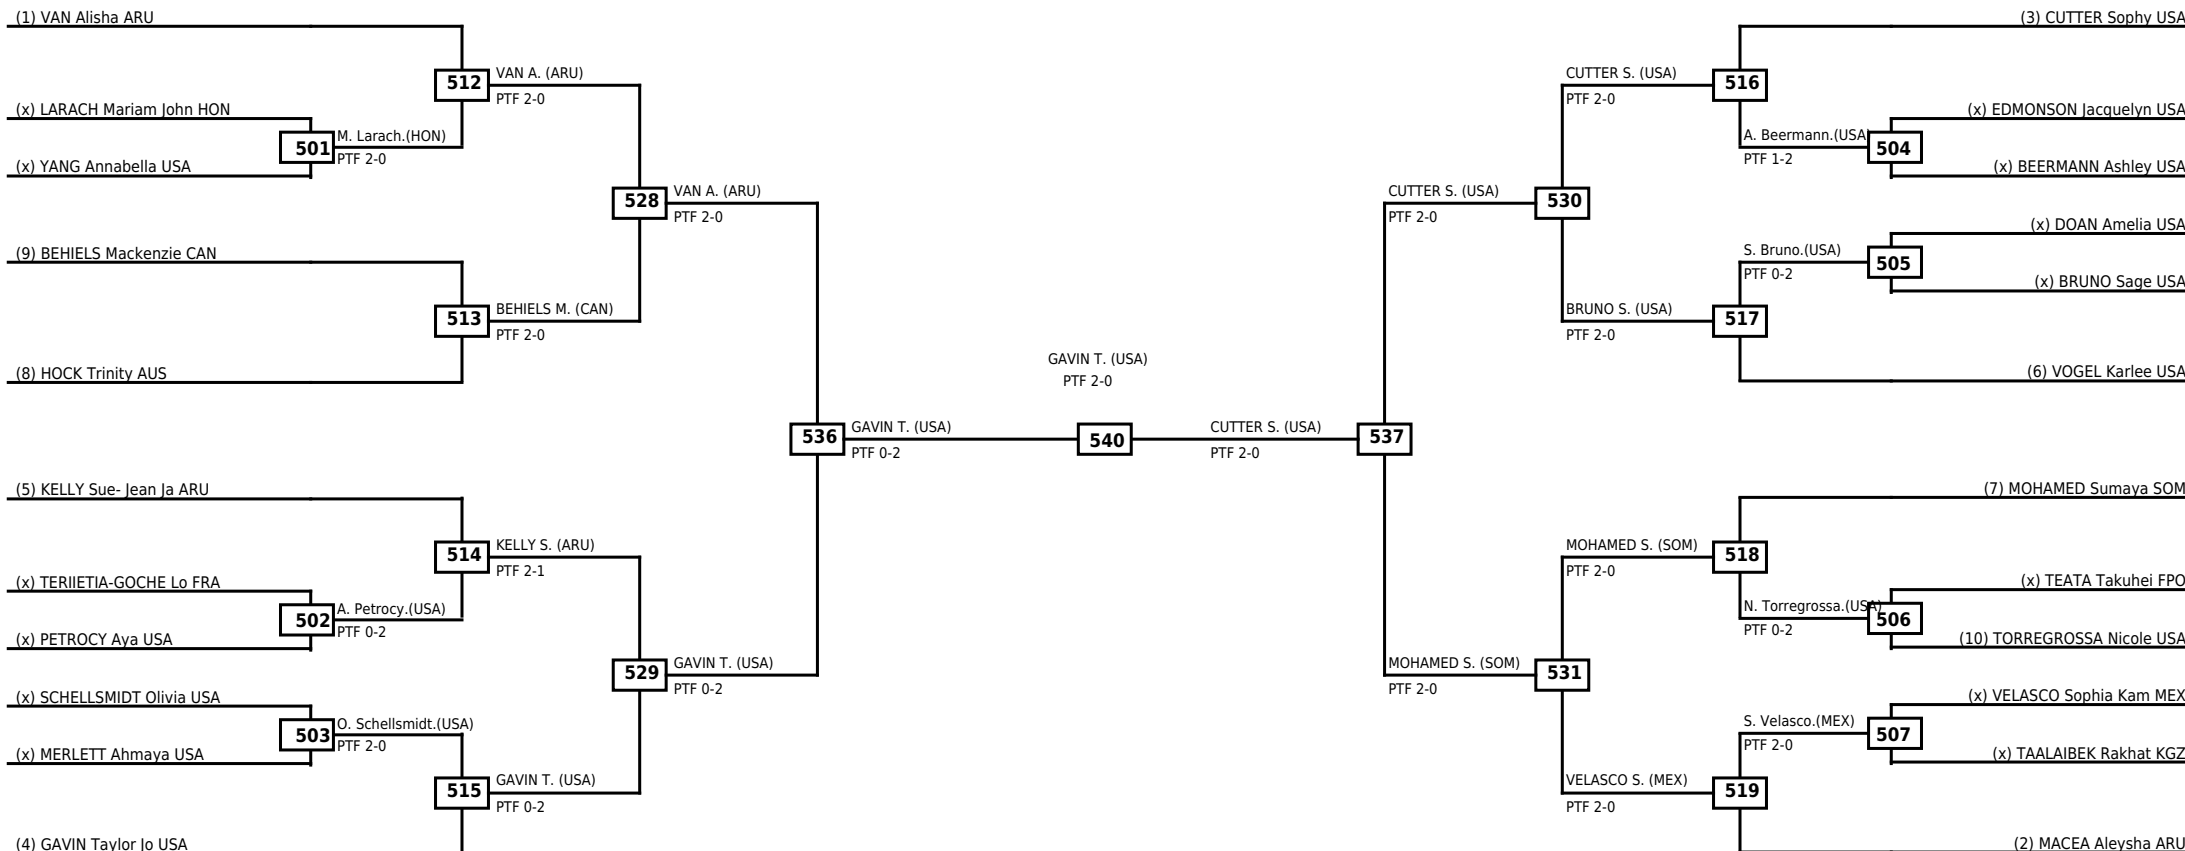 (1) VAN Alisha ARU
(3) CUTTER Sophy USA
512
VAN A. (ARU)
PTF 2-0
CUTTER S. (USA)
PTF 2-0
516
(x) LARACH Mariam John HON
(x) EDMONSON Jacquelyn USA
501
M. Larach.(HON)
PTF 2-0
A. Beermann.(USA)
PTF 1-2
504
(x) YANG Annabella USA
(x) BEERMANN Ashley USA
528
VAN A. (ARU)
PTF 2-0
CUTTER S. (USA)
PTF 2-0
530
(x) DOAN Amelia USA
(9) BEHIELS Mackenzie CAN
S. Bruno.(USA)
PTF 0-2
505
(x) BRUNO Sage USA
513
BEHIELS M. (CAN)
PTF 2-0
BRUNO S. (USA)
PTF 2-0
517
(8) HOCK Trinity AUS
(6) VOGEL Karlee USA
GAVIN T. (USA)
PTF 2-0
536
GAVIN T. (USA)
PTF 0-2
540
CUTTER S. (USA)
PTF 2-0
537
(5) KELLY Sue- Jean Ja ARU
(7) MOHAMED Sumaya SOM
514
KELLY S. (ARU)
PTF 2-1
MOHAMED S. (SOM)
PTF 2-0
518
(x) TERIIETIA-GOCHE Lo FRA
(x) TEATA Takuhei FPO
502
A. Petrocy.(USA)
PTF 0-2
N. Torregrossa.(USA)
PTF 0-2
506
(x) PETROCY Aya USA
(10) TORREGROSSA Nicole USA
529
GAVIN T. (USA)
PTF 0-2
MOHAMED S. (SOM)
PTF 2-0
531
(x) SCHELLSMIDT Olivia USA
(x) VELASCO Sophia Kam MEX
503
O. Schellsmidt.(USA)
PTF 2-0
S. Velasco.(MEX)
PTF 2-0
507
(x) MERLETT Ahmaya USA
(x) TAALAIBEK Rakhat KGZ
515
GAVIN T. (USA)
PTF 0-2
VELASCO S. (MEX)
PTF 2-0
519
(4) GAVIN Taylor Jo USA
(2) MACEA Aleysha ARU